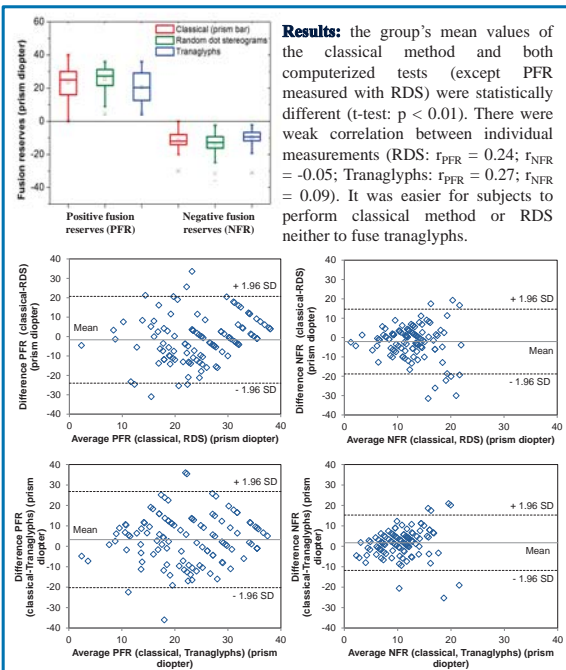 Classical (prism bar)
Random dot stereograms
Tranaglyphs
Fusion reserves (prism diopter)
60
40
20
0
-20
-40
-60
Positive fusion
reserves (PFR)
Negative fusion
reserves (NFR)
Results: the group's mean values of
the classical method and both
computerized tests (except PFR
measured with RDS) were statistically
different (t-test: p < 0.01). There were
weak correlation between individual
measurements (RDS: rPFR = 0.24; rNFR
= -0.05; Tranaglyphs: rPFR = 0.27; rNFR
= 0.09). It was easier for subjects to
perform classical method or RDS
neither to fuse tranaglyphs.
Difference PFR (classical-RDS)
(prism diopter)
40
30
20
10
0
-10
-20
-30
-40
+ 1.96 SD
Mean
- 1.96 SD
0 10 20 30 40
Average PFR (classical, RDS) (prism diopter)
Difference NFR (classical-RDS)
(prism diopter)
40
30
20
10
0
-10
-20
-30
-40
+ 1.96 SD
Mean
- 1.96 SD
0 10 20 30 40
Average NFR (classical, RDS) (prism diopter)
Difference PFR
(classical-Tranaglyphs) (prism
diopter)
40
30
20
10
0
-10
-20
-30
-40
+ 1.96 SD
Mean
- 1.96 SD
0 10 20 30 40
Average PFR (classical, Tranaglyphs) (prism
diopter)
Difference NFR
(classical-Tranaglyphs) (prism
diopter)
40
30
20
10
0
-10
-20
-30
-40
+ 1.96 SD
Mean
- 1.96 SD
0 10 20 30 40
Average NFR (classical, Tranaglyphs) (prism
diopter)